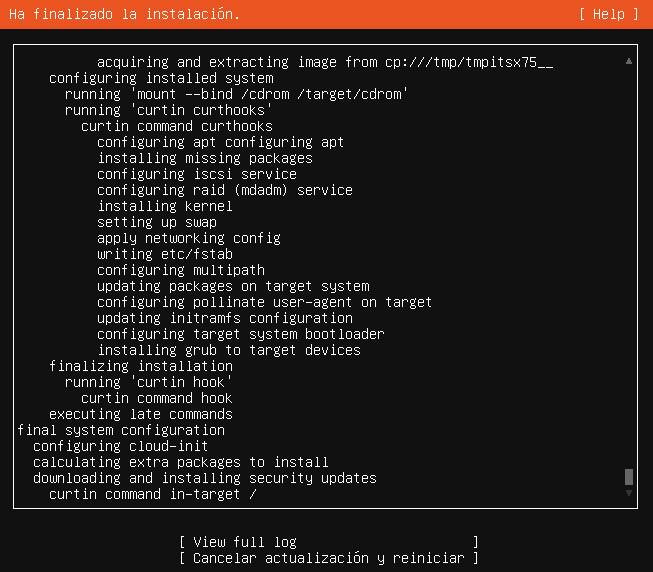 Ha finalizado la instalación. [ Help ]
acquiring and extracting image from cp:///tmp/tmpitsx75__
configuring installed system
running 'mount --bind /cdrom /target/cdrom'
running 'curtin curthooks'
curtin command curthooks
configuring apt configuring apt
installing missing packages
configuring iscsi service
configuring raid (mdadm) service
installing kernel
setting up swap
apply networking config
writing etc/fstab
configuring multipath
updating packages on target system
configuring pollinate user-agent on target
updating initramfs configuration
configuring target system bootloader
installing grub to target devices
finalizing installation
running 'curtin hook'
curtin command hook
executing late commands
final system configuration
configuring cloud-init
calculating extra packages to install
downloading and installing security updates
curtin command in-target /
[ View full log ]
[ Cancelar actualización y reiniciar ]